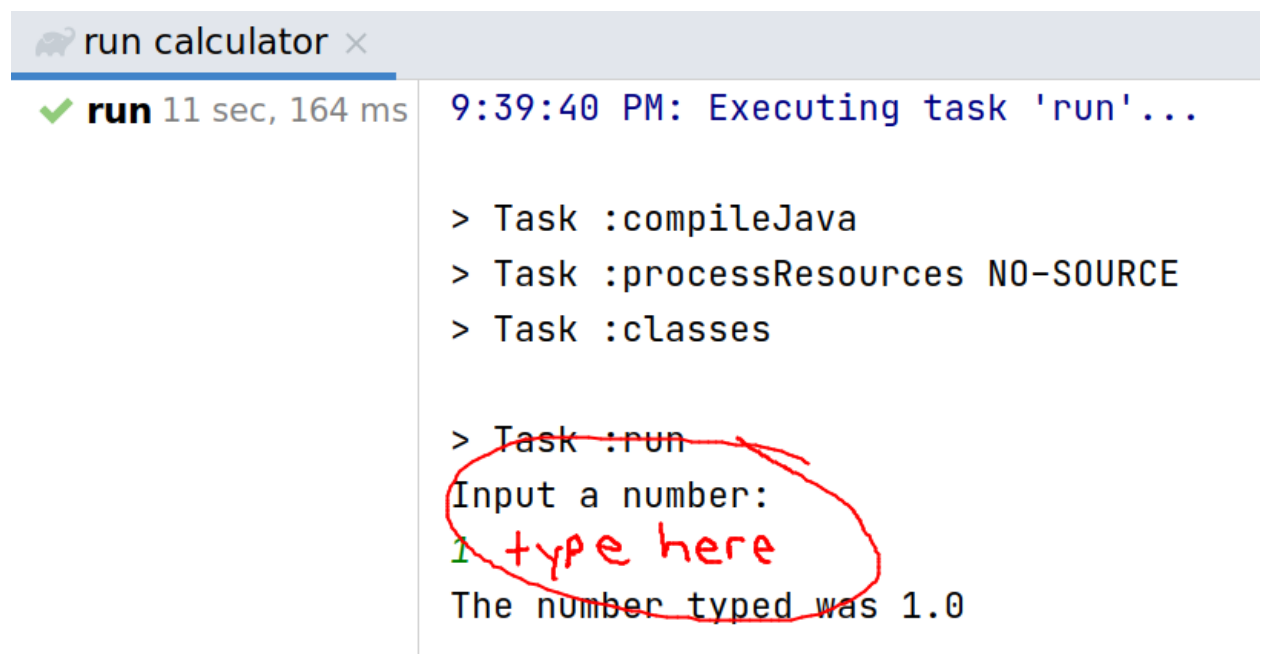 run calculator ×
run 11 sec, 164 ms
9:39:40 PM: Executing task 'run'...
> Task :compileJava
> Task :processResources NO-SOURCE
> Task :classes
> Task :run
Input a number:
1 type here
The number typed was 1.0